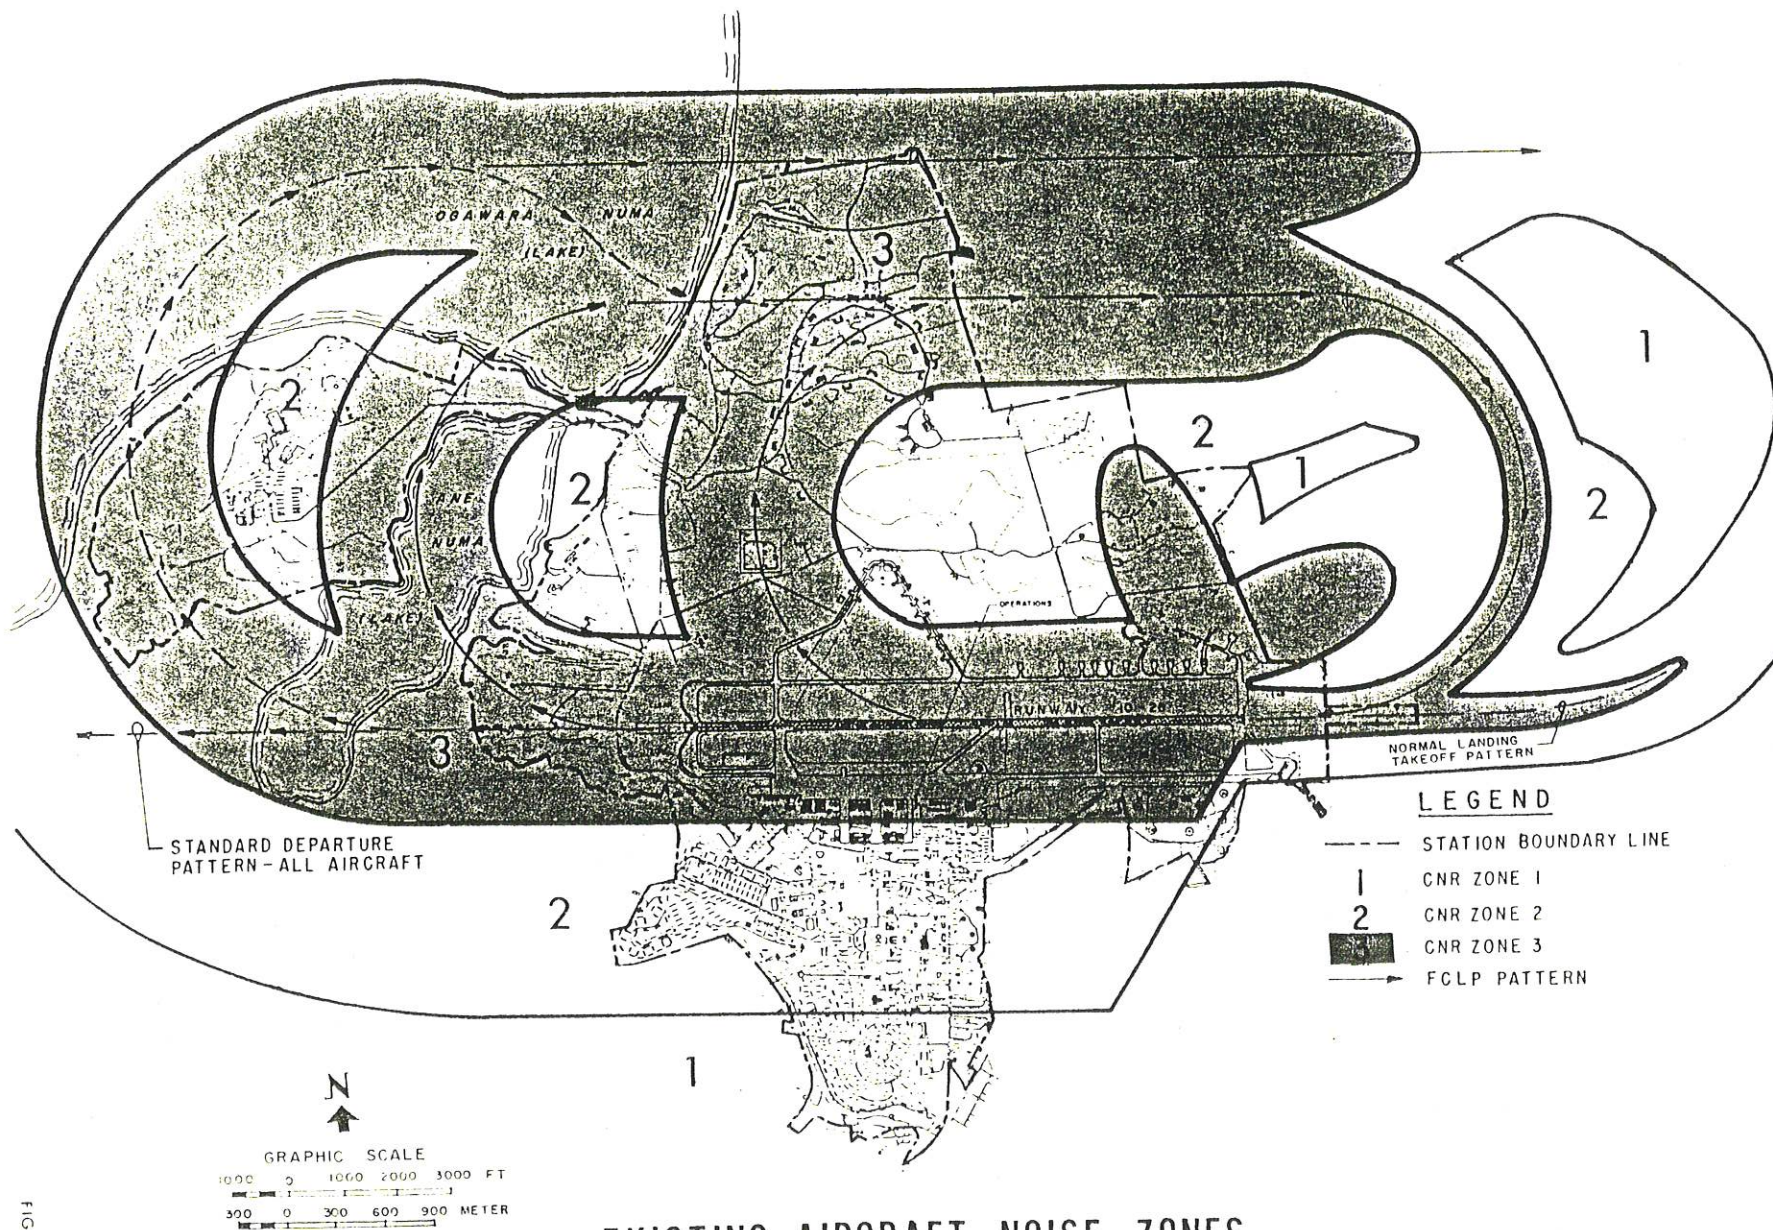 OGAWARA NUMA
(LAKE)
3
1
2
2
1
2
2
ANE
NUMA
(LAKE)
OPERATIONS
RUNWAY 10-28
3
NORMAL LANDING
TAKEOFF PATTERN
STANDARD DEPARTURE
PATTERN-ALL AIRCRAFT
2
1
LEGEND
STATION BOUNDARY LINE
1 CNR ZONE 1
2 CNR ZONE 2
3 CNR ZONE 3
FCLP PATTERN
N
GRAPHIC SCALE
1000 0 1000 2000 3000 FT
300 0 300 600 900 METER
EXISTING AIRCRAFT NOISE ZONES
FIG